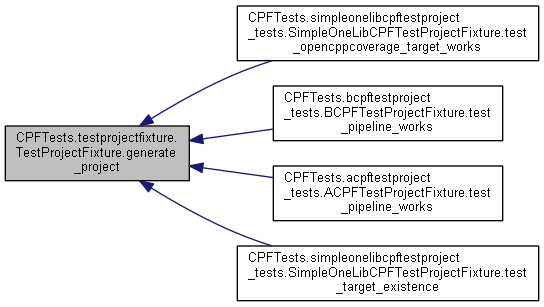 CPFTests.simpleonelibcpftestproject
_tests.SimpleOneLibCPFTestProjectFixture.test
_opencppcoverage_target_works
CPFTests.testprojectfixture.
TestProjectFixture.generate
_project
CPFTests.bcpftestproject
_tests.BCPFTestProjectFixture.test
_pipeline_works
CPFTests.acpftestproject
_tests.ACPFTestProjectFixture.test
_pipeline_works
CPFTests.simpleonelibcpftestproject
_tests.SimpleOneLibCPFTestProjectFixture.test
_target_existence